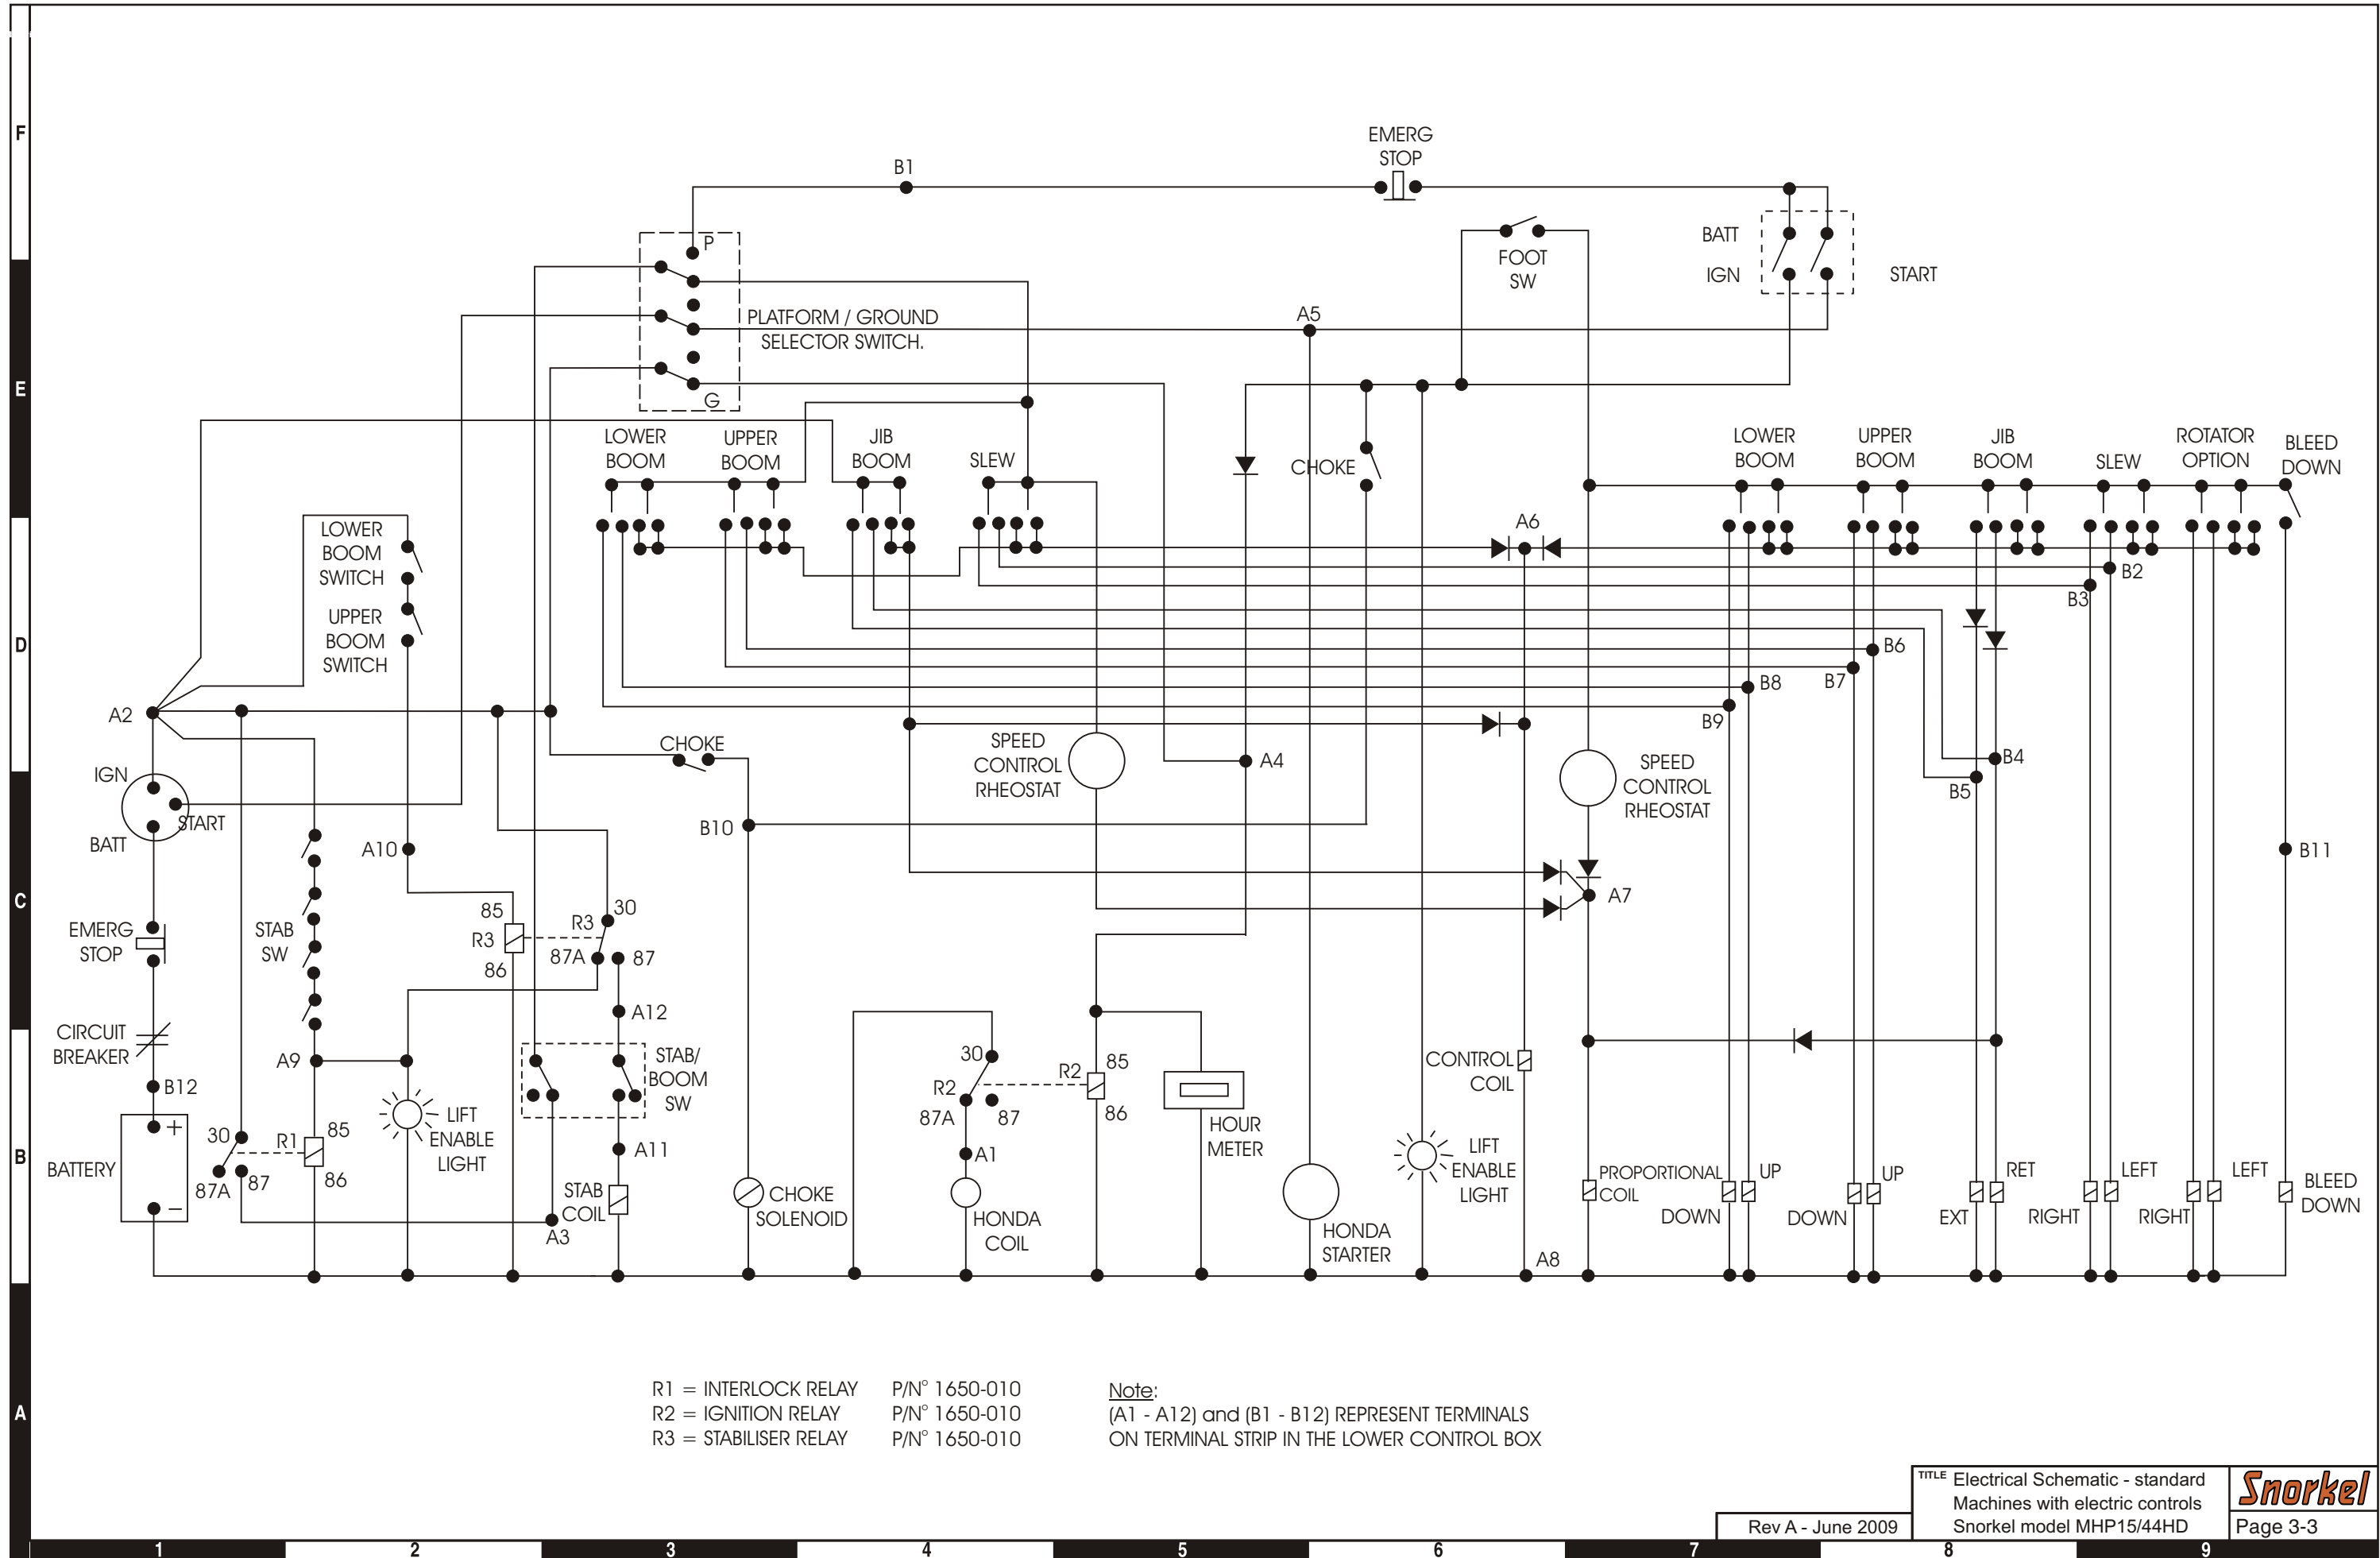 F
E
D
C
B
A
EMERG
STOP
B1
P
FOOT
SW
BATT
IGN
START
PLATFORM / GROUND
SELECTOR SWITCH.
A5
G
LOWER
BOOM
UPPER
BOOM
JIB
BOOM
SLEW
CHOKE
LOWER
BOOM
UPPER
BOOM
JIB
BOOM
SLEW
ROTATOR
OPTION
BLEED
DOWN
LOWER
BOOM
SWITCH
UPPER
BOOM
SWITCH
A6
B2
B3
B6
B7
B8
B9
A2
CHOKE
SPEED
CONTROL
RHEOSTAT
A4
SPEED
CONTROL
RHEOSTAT
B4
B5
IGN
START
BATT
A10
B10
B11
A7
EMERG
STOP
STAB
SW
85
R3
86
R3
30
87A
87
A12
CIRCUIT
BREAKER
B12
A9
STAB/
BOOM
SW
30
R2
87A
87
R2
85
86
CONTROL
COIL
LIFT
ENABLE
LIGHT
BATTERY
+
−
30
R1
85
87A
87
86
A11
STAB
COIL
A3
CHOKE
SOLENOID
A1
HONDA
COIL
HOUR
METER
HONDA
STARTER
LIFT
ENABLE
LIGHT
A8
PROPORTIONAL
COIL
UP
DOWN
UP
DOWN
RET
EXT
LEFT
RIGHT
LEFT
RIGHT
BLEED
DOWN
R1 = INTERLOCK RELAY P/N° 1650-010
R2 = IGNITION RELAY P/N° 1650-010
R3 = STABILISER RELAY P/N° 1650-010
Note:
(A1 - A12) and (B1 - B12) REPRESENT TERMINALS
ON TERMINAL STRIP IN THE LOWER CONTROL BOX
Rev A - June 2009
TITLE Electrical Schematic - standard
Machines with electric controls
Snorkel model MHP15/44HD
Snorkel
Page 3-3
1 2 3 4 5 6 7 8 9